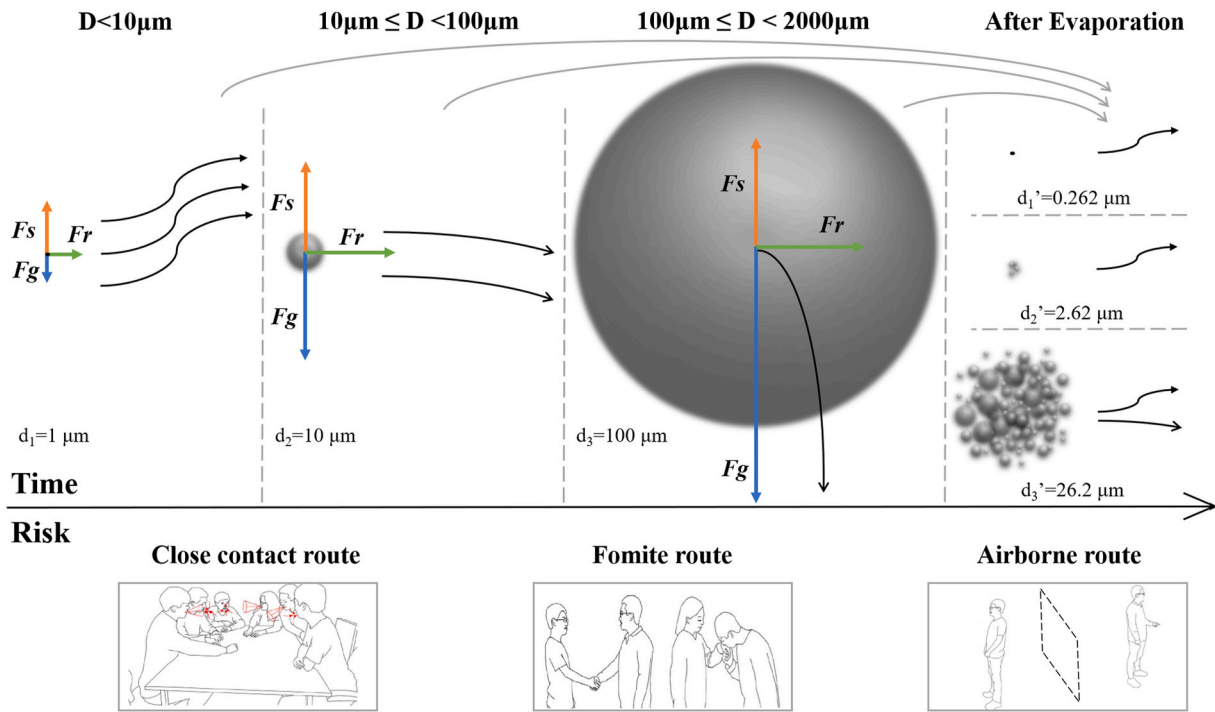 D<10μm
10μm ≤ D <100μm
100μm ≤ D < 2000μm
After Evaporation
Fs
Fr
Fg
d₁=1 μm
Fs
Fr
Fg
d₂=10 μm
Fs
Fr
Fg
d₃=100 μm
d₁’=0.262 μm
d₂’=2.62 μm
d₃’=26.2 μm
Time
Risk
Close contact route
Fomite route
Airborne route